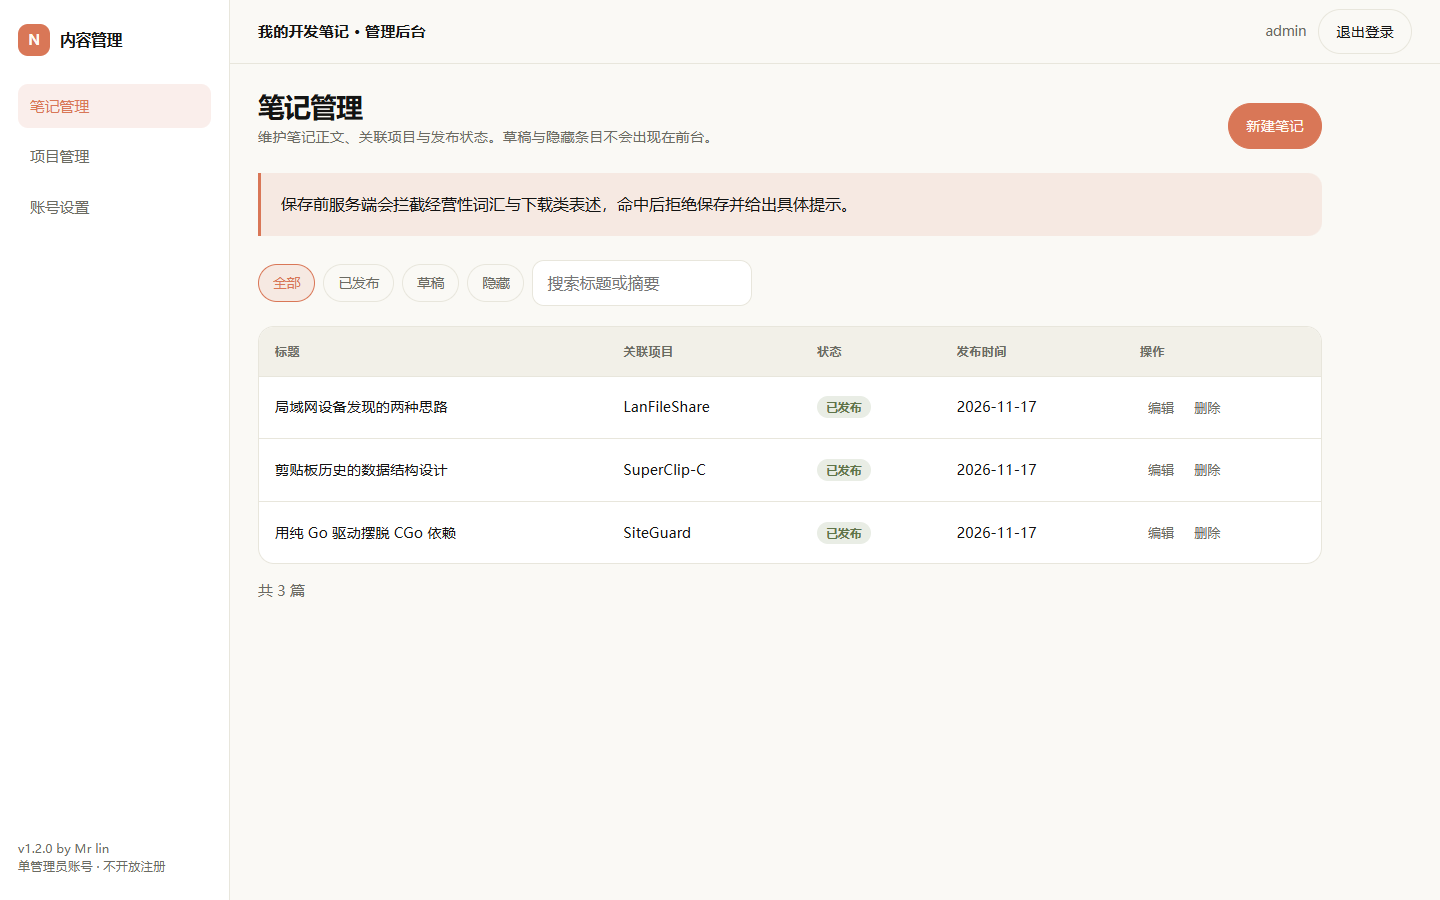 N 内容管理
笔记管理
项目管理
账号设置
v1.2.0 by Mr lin
单管理员账号 · 不开放注册
我的开发笔记 • 管理后台
admin 退出登录
笔记管理
维护笔记正文、关联项目与发布状态。草稿与隐藏条目不会出现在前台。
新建笔记
保存前服务端会拦截经营性词汇与下载类表述，命中后拒绝保存并给出具体提示。
全部 已发布 草稿 隐藏 搜索标题或摘要
标题 关联项目 状态 发布时间 操作
局域网设备发现的两种思路 LanFileShare 已发布 2026-11-17 编辑 删除
剪贴板历史的数据结构设计 SuperClip-C 已发布 2026-11-17 编辑 删除
用纯 Go 驱动摆脱 CGo 依赖 SiteGuard 已发布 2026-11-17 编辑 删除
共 3 篇